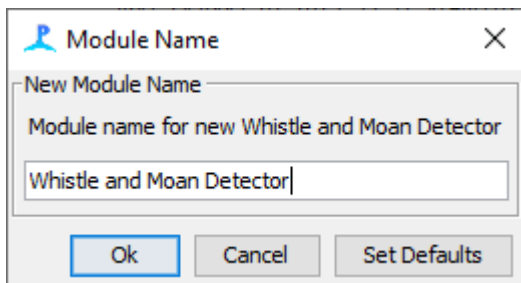 Module Name
New Module Name
Module name for new Whistle and Moan Detector
Whistle and Moan Detector
Ok Cancel Set Defaults